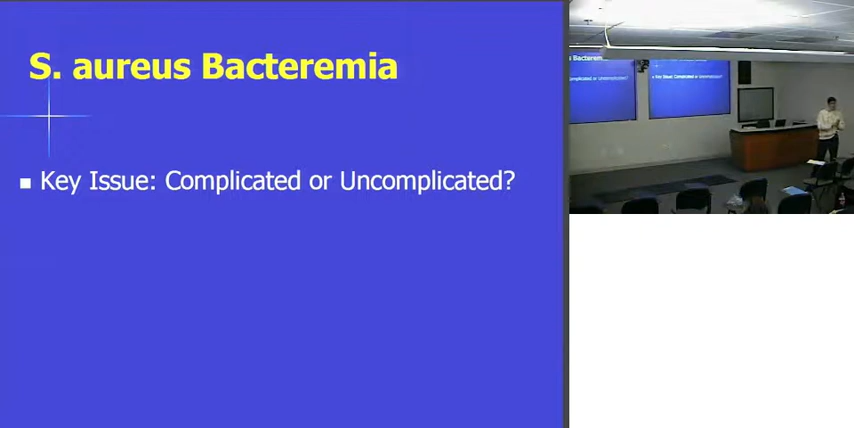 S. aureus Bacteremia
■ Key Issue: Complicated or Uncomplicated?